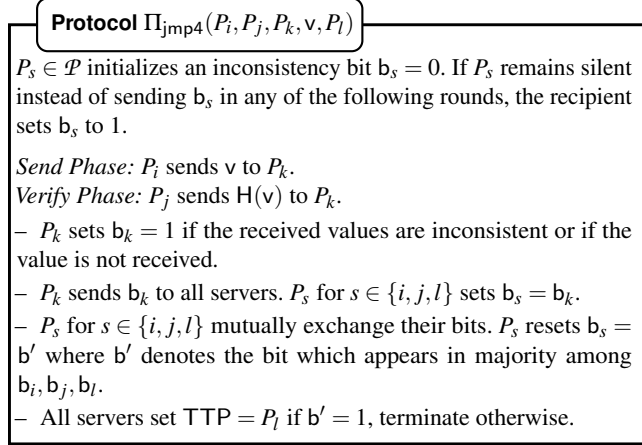 Protocol Π_jmp4(P_i, P_j, P_k, v, P_l)
P_s ∈ 𝒫 initializes an inconsistency bit b_s = 0. If P_s remains silent
instead of sending b_s in any of the following rounds, the recipient
sets b_s to 1.
Send Phase: P_i sends v to P_k.
Verify Phase: P_j sends H(v) to P_k.
– P_k sets b_k = 1 if the received values are inconsistent or if the
value is not received.
– P_k sends b_k to all servers. P_s for s ∈ {i, j, l} sets b_s = b_k.
– P_s for s ∈ {i, j, l} mutually exchange their bits. P_s resets b_s =
b′ where b′ denotes the bit which appears in majority among
b_i, b_j, b_l.
– All servers set TTP = P_l if b′ = 1, terminate otherwise.